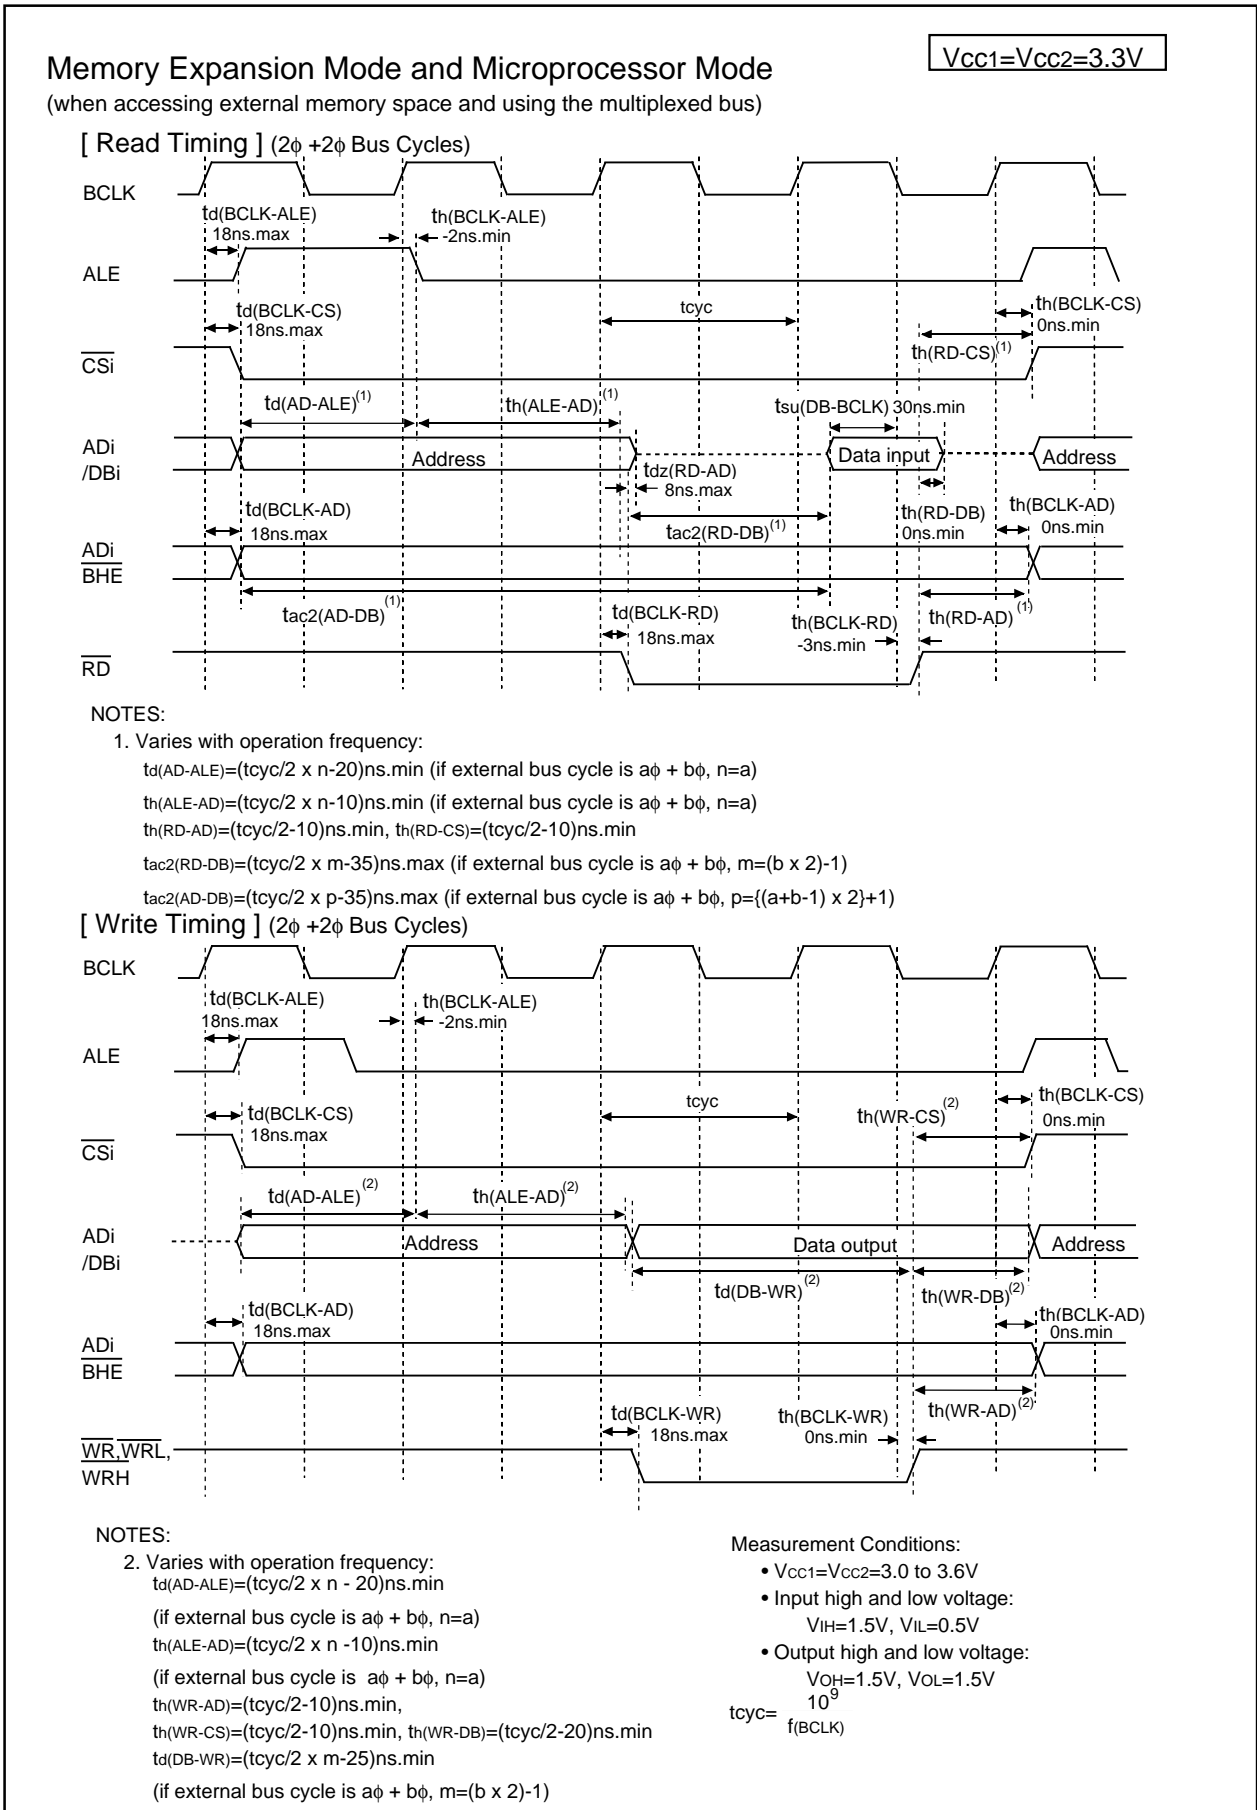 Vcc1=Vcc2=3.3V
Memory Expansion Mode and Microprocessor Mode
(when accessing external memory space and using the multiplexed bus)
[ Read Timing ] (2φ +2φ Bus Cycles)
BCLK
td(BCLK-ALE)
18ns.max
th(BCLK-ALE)
-2ns.min
ALE
td(BCLK-CS)
18ns.max
tcyc
th(BCLK-CS)
0ns.min
th(RD-CS)(1)
CSi
td(AD-ALE)(1)
th(ALE-AD)(1)
tsu(DB-BCLK) 30ns.min
ADi
/DBi
Address
Data input
Address
tdz(RD-AD)
8ns.max
td(BCLK-AD)
18ns.max
tac2(RD-DB)(1)
th(RD-DB)
0ns.min
th(BCLK-AD)
0ns.min
ADi
BHE
tac2(AD-DB)(1)
td(BCLK-RD)
18ns.max
th(BCLK-RD)
-3ns.min
th(RD-AD)(1)
RD
NOTES:
1. Varies with operation frequency:
td(AD-ALE)=(tcyc/2 x n-20)ns.min (if external bus cycle is aφ + bφ, n=a)
th(ALE-AD)=(tcyc/2 x n-10)ns.min (if external bus cycle is aφ + bφ, n=a)
th(RD-AD)=(tcyc/2-10)ns.min, th(RD-CS)=(tcyc/2-10)ns.min
tac2(RD-DB)=(tcyc/2 x m-35)ns.max (if external bus cycle is aφ + bφ, m=(b x 2)-1)
tac2(AD-DB)=(tcyc/2 x p-35)ns.max (if external bus cycle is aφ + bφ, p={(a+b-1) x 2}+1)
[ Write Timing ] (2φ +2φ Bus Cycles)
BCLK
td(BCLK-ALE)
18ns.max
th(BCLK-ALE)
-2ns.min
ALE
td(BCLK-CS)
18ns.max
tcyc
th(WR-CS)(2)
th(BCLK-CS)
0ns.min
CSi
td(AD-ALE)(2)
th(ALE-AD)(2)
ADi
/DBi
Address
Data output
Address
td(DB-WR)(2)
th(WR-DB)(2)
td(BCLK-AD)
18ns.max
th(BCLK-AD)
0ns.min
ADi
BHE
td(BCLK-WR)
18ns.max
th(BCLK-WR)
0ns.min
th(WR-AD)(2)
WR,WRL,
WRH
NOTES:
2. Varies with operation frequency:
td(AD-ALE)=(tcyc/2 x n - 20)ns.min
(if external bus cycle is aφ + bφ, n=a)
th(ALE-AD)=(tcyc/2 x n -10)ns.min
(if external bus cycle is aφ + bφ, n=a)
th(WR-AD)=(tcyc/2-10)ns.min,
th(WR-CS)=(tcyc/2-10)ns.min, th(WR-DB)=(tcyc/2-20)ns.min
td(DB-WR)=(tcyc/2 x m-25)ns.min
(if external bus cycle is aφ + bφ, m=(b x 2)-1)
Measurement Conditions:
• VCC1=VCC2=3.0 to 3.6V
• Input high and low voltage:
VIH=1.5V, VIL=0.5V
• Output high and low voltage:
VOH=1.5V, VOL=1.5V
tcyc= 10^9
f(BCLK)